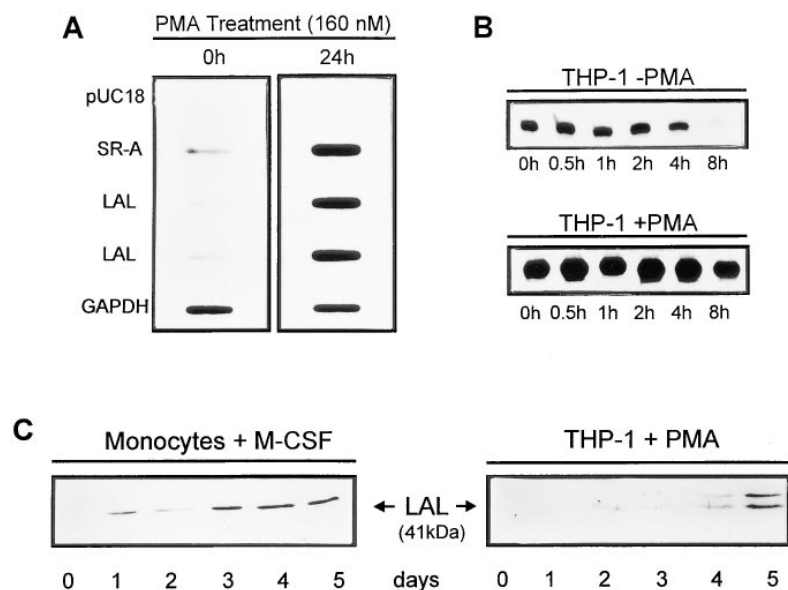 A
PMA Treatment (160 nM)
0h 24h
pUC18
SR-A
LAL
LAL
GAPDH
B
THP-1 -PMA
0h 0.5h 1h 2h 4h 8h
THP-1 +PMA
0h 0.5h 1h 2h 4h 8h
C
Monocytes + M-CSF
THP-1 + PMA
← LAL →
(41kDa)
0 1 2 3 4 5 days 0 1 2 3 4 5